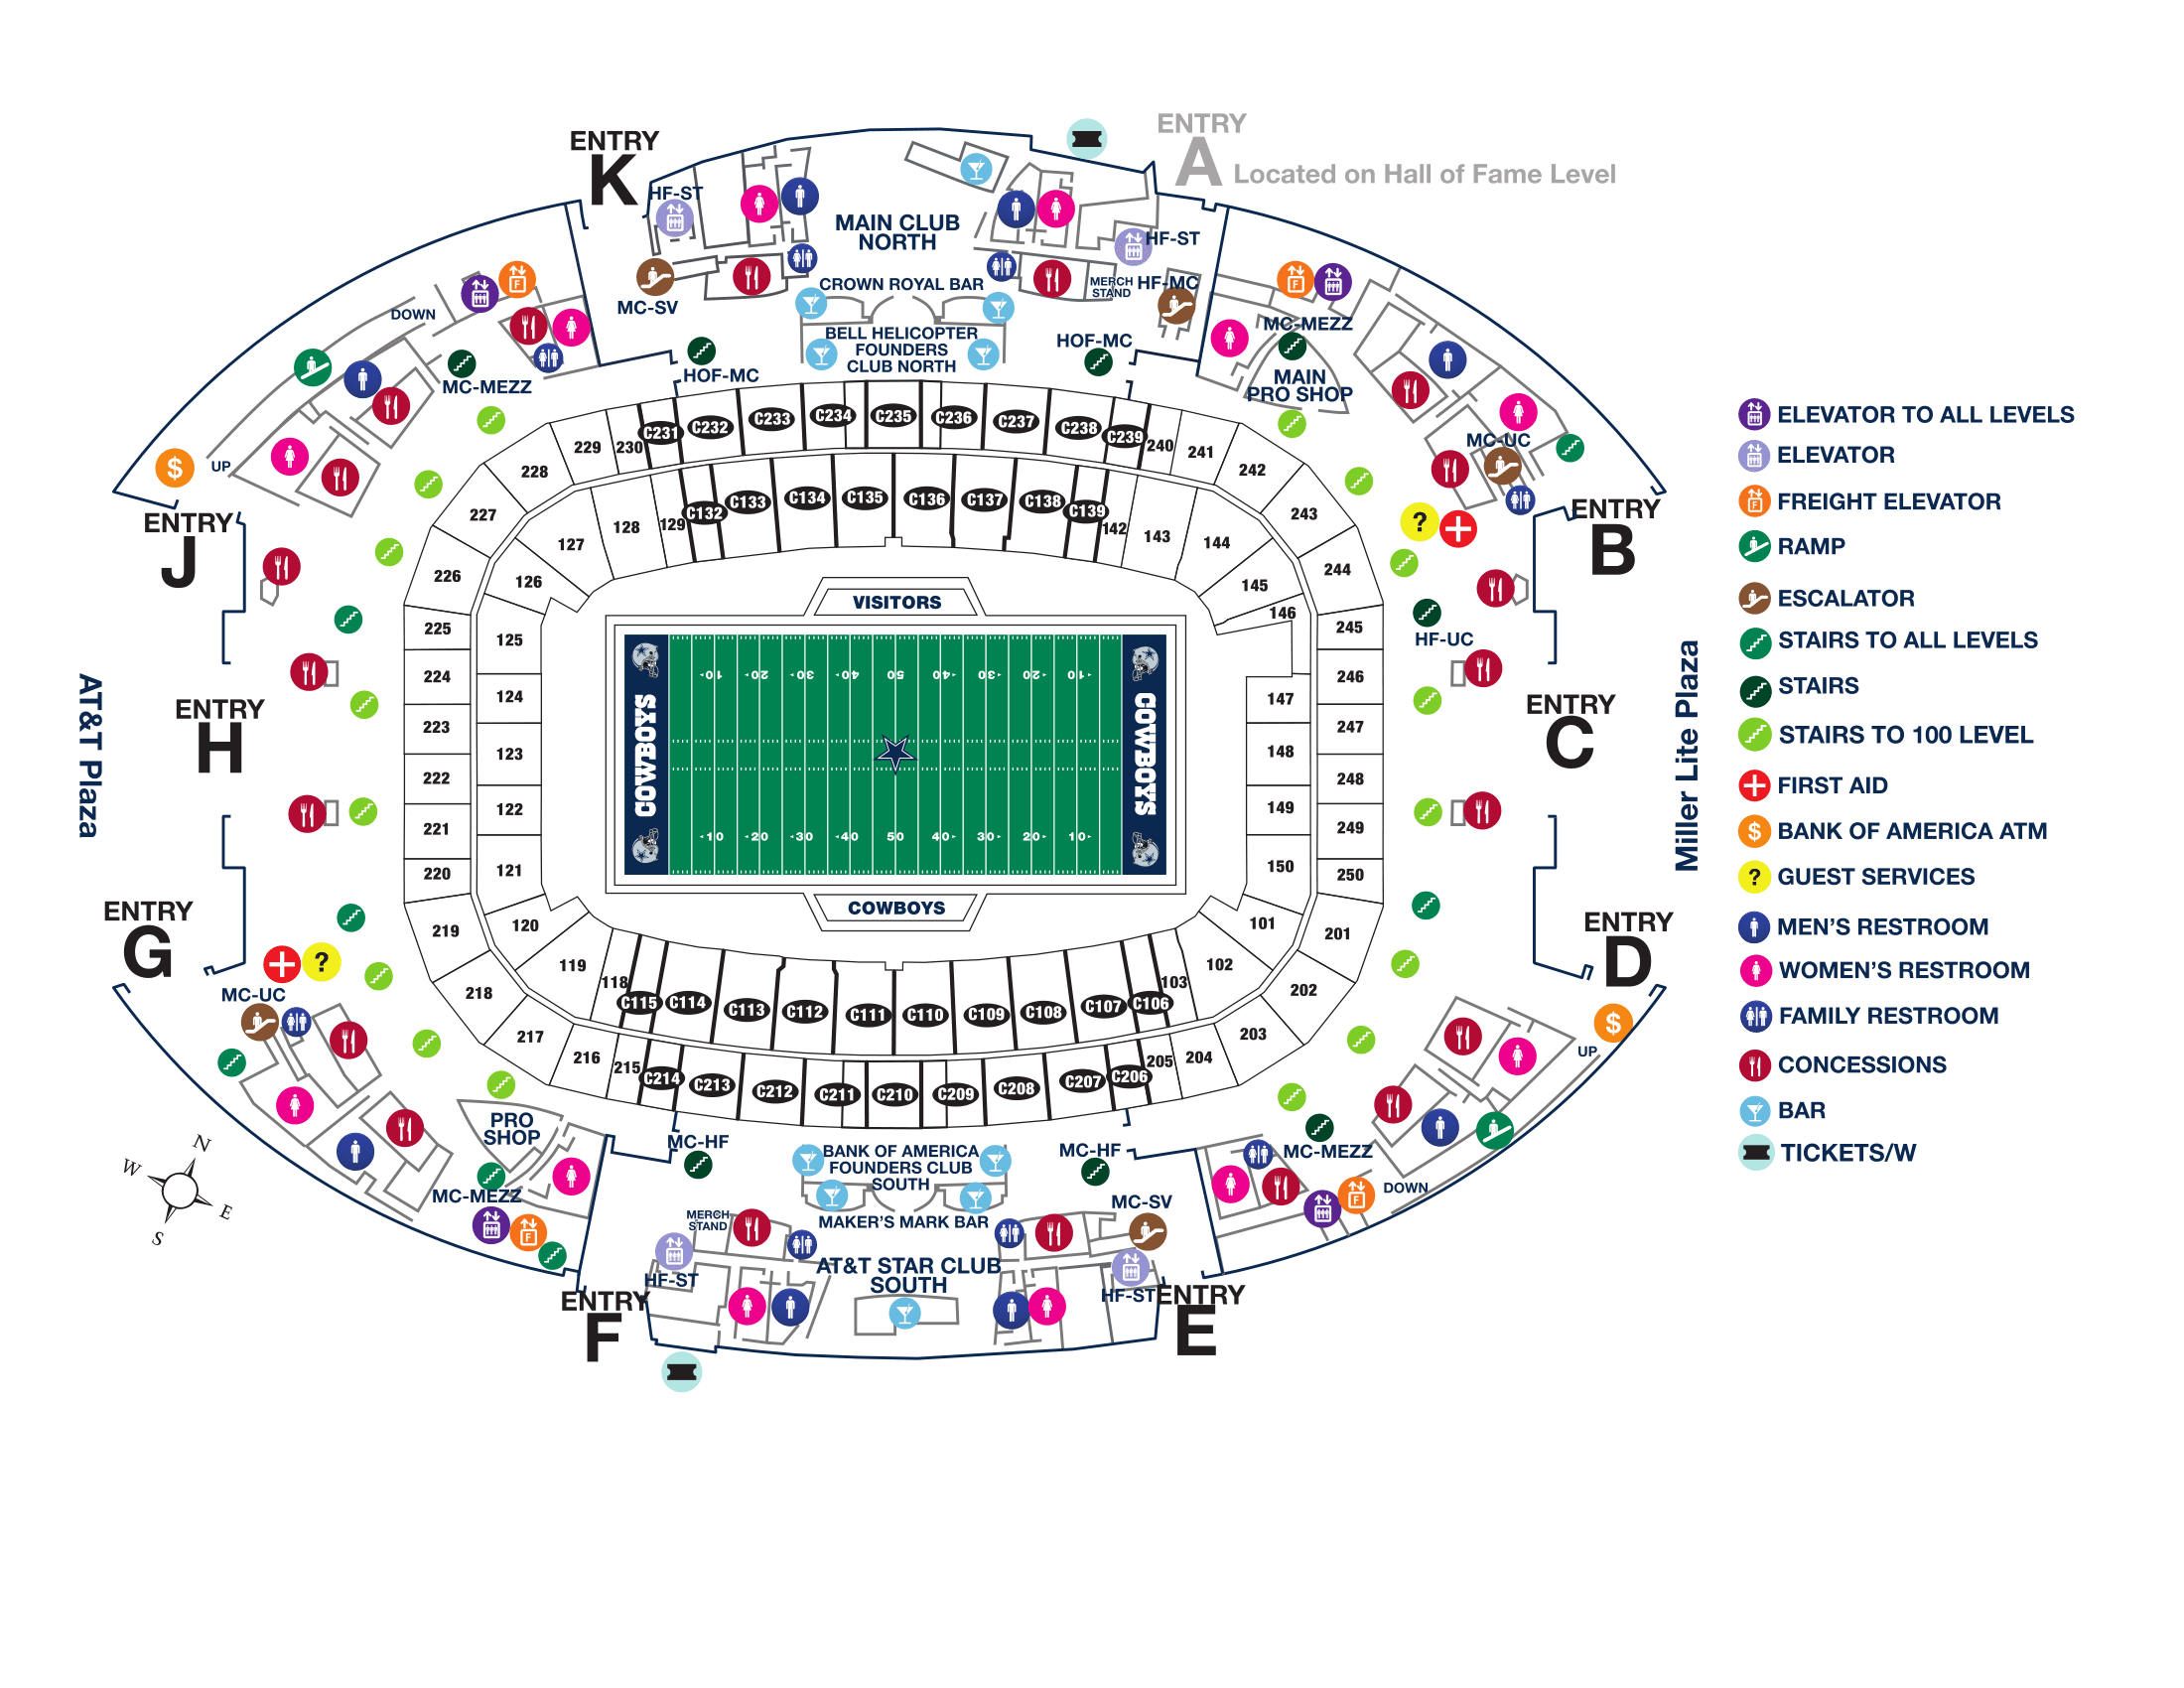 ENTRY
K
ENTRY
A
Located on Hall of Fame Level
HF-ST
MAIN CLUB
NORTH
HF-ST
CROWN ROYAL BAR
MERCH
STAND
HF-MC
MC-SV
BELL HELICOPTER
FOUNDERS
CLUB NORTH
HOF-MC
HOF-MC
DOWN
MC-MEZZ
MC-MEZZ
MAIN
PRO SHOP
UP
MC-UC
ENTRY
J
ENTRY
B
F
F
$
?
HF-UC
AT&T Plaza
ENTRY
H
ENTRY
C
Miller Lite Plaza
ENTRY
G
ENTRY
D
229
230
C231
C232
C233
C234
C235
C236
C237
C238
C239
240
241
242
228
227
226
225
224
223
222
221
220
219
218
217
216
215
C214
C213
C212
C211
C210
C209
C208
C207
C206
205
204
203
202
201
250
249
248
247
246
245
244
243
126
127
128
129
C132
C133
C134
C135
C136
C137
C138
C139
142
143
144
145
146
147
148
149
150
101
102
103
C106
C107
C108
C109
C110
C111
C112
C113
C114
C115
118
119
120
121
122
123
124
125
VISITORS
COWBOYS
COWBOYS
10 20 30 40 50 40 30 20 10
10 20 30 40 50 40 30 20 10
COWBOYS
?
MC-UC
PRO
SHOP
MC-MEZZ
F
N
W
E
S
MC-HF
BANK OF AMERICA
FOUNDERS CLUB
SOUTH
MC-HF
MAKER'S MARK BAR
MERCH
STAND
MC-SV
AT&T STAR CLUB
SOUTH
HF-ST
HF-ST
ENTRY
F
ENTRY
E
MC-MEZZ
F
DOWN
UP
$
ELEVATOR TO ALL LEVELS
ELEVATOR
F FREIGHT ELEVATOR
RAMP
ESCALATOR
STAIRS TO ALL LEVELS
STAIRS
STAIRS TO 100 LEVEL
FIRST AID
$ BANK OF AMERICA ATM
? GUEST SERVICES
MEN'S RESTROOM
WOMEN'S RESTROOM
FAMILY RESTROOM
CONCESSIONS
BAR
TICKETS/W